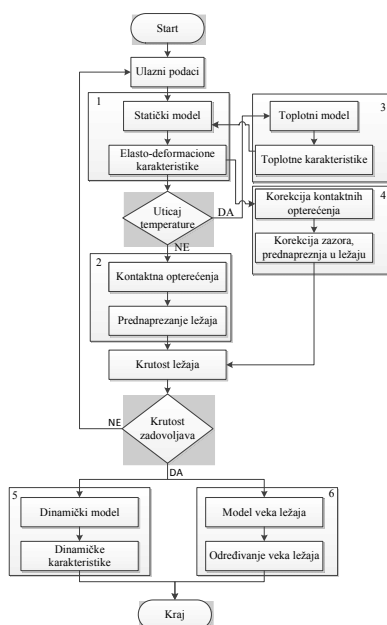 Start
Ulazni podaci
1
Statički model
Elasto-deformacione
karakteristike
3
Toplotni model
Toplotne karakteristike
Uticaj
temperature
DA
NE
4
Korekcija kontaktnih
opterećenja
Korekcija zazora,
prednapreznja u ležaju
2
Kontaktna opterećenja
Prednaprezanje ležaja
Krutost ležaja
Krutost
zadovoljava
NE
DA
5
Dinamički model
Dinamičke
karakteristike
6
Model veka ležaja
Određivanje veka ležaja
Kraj